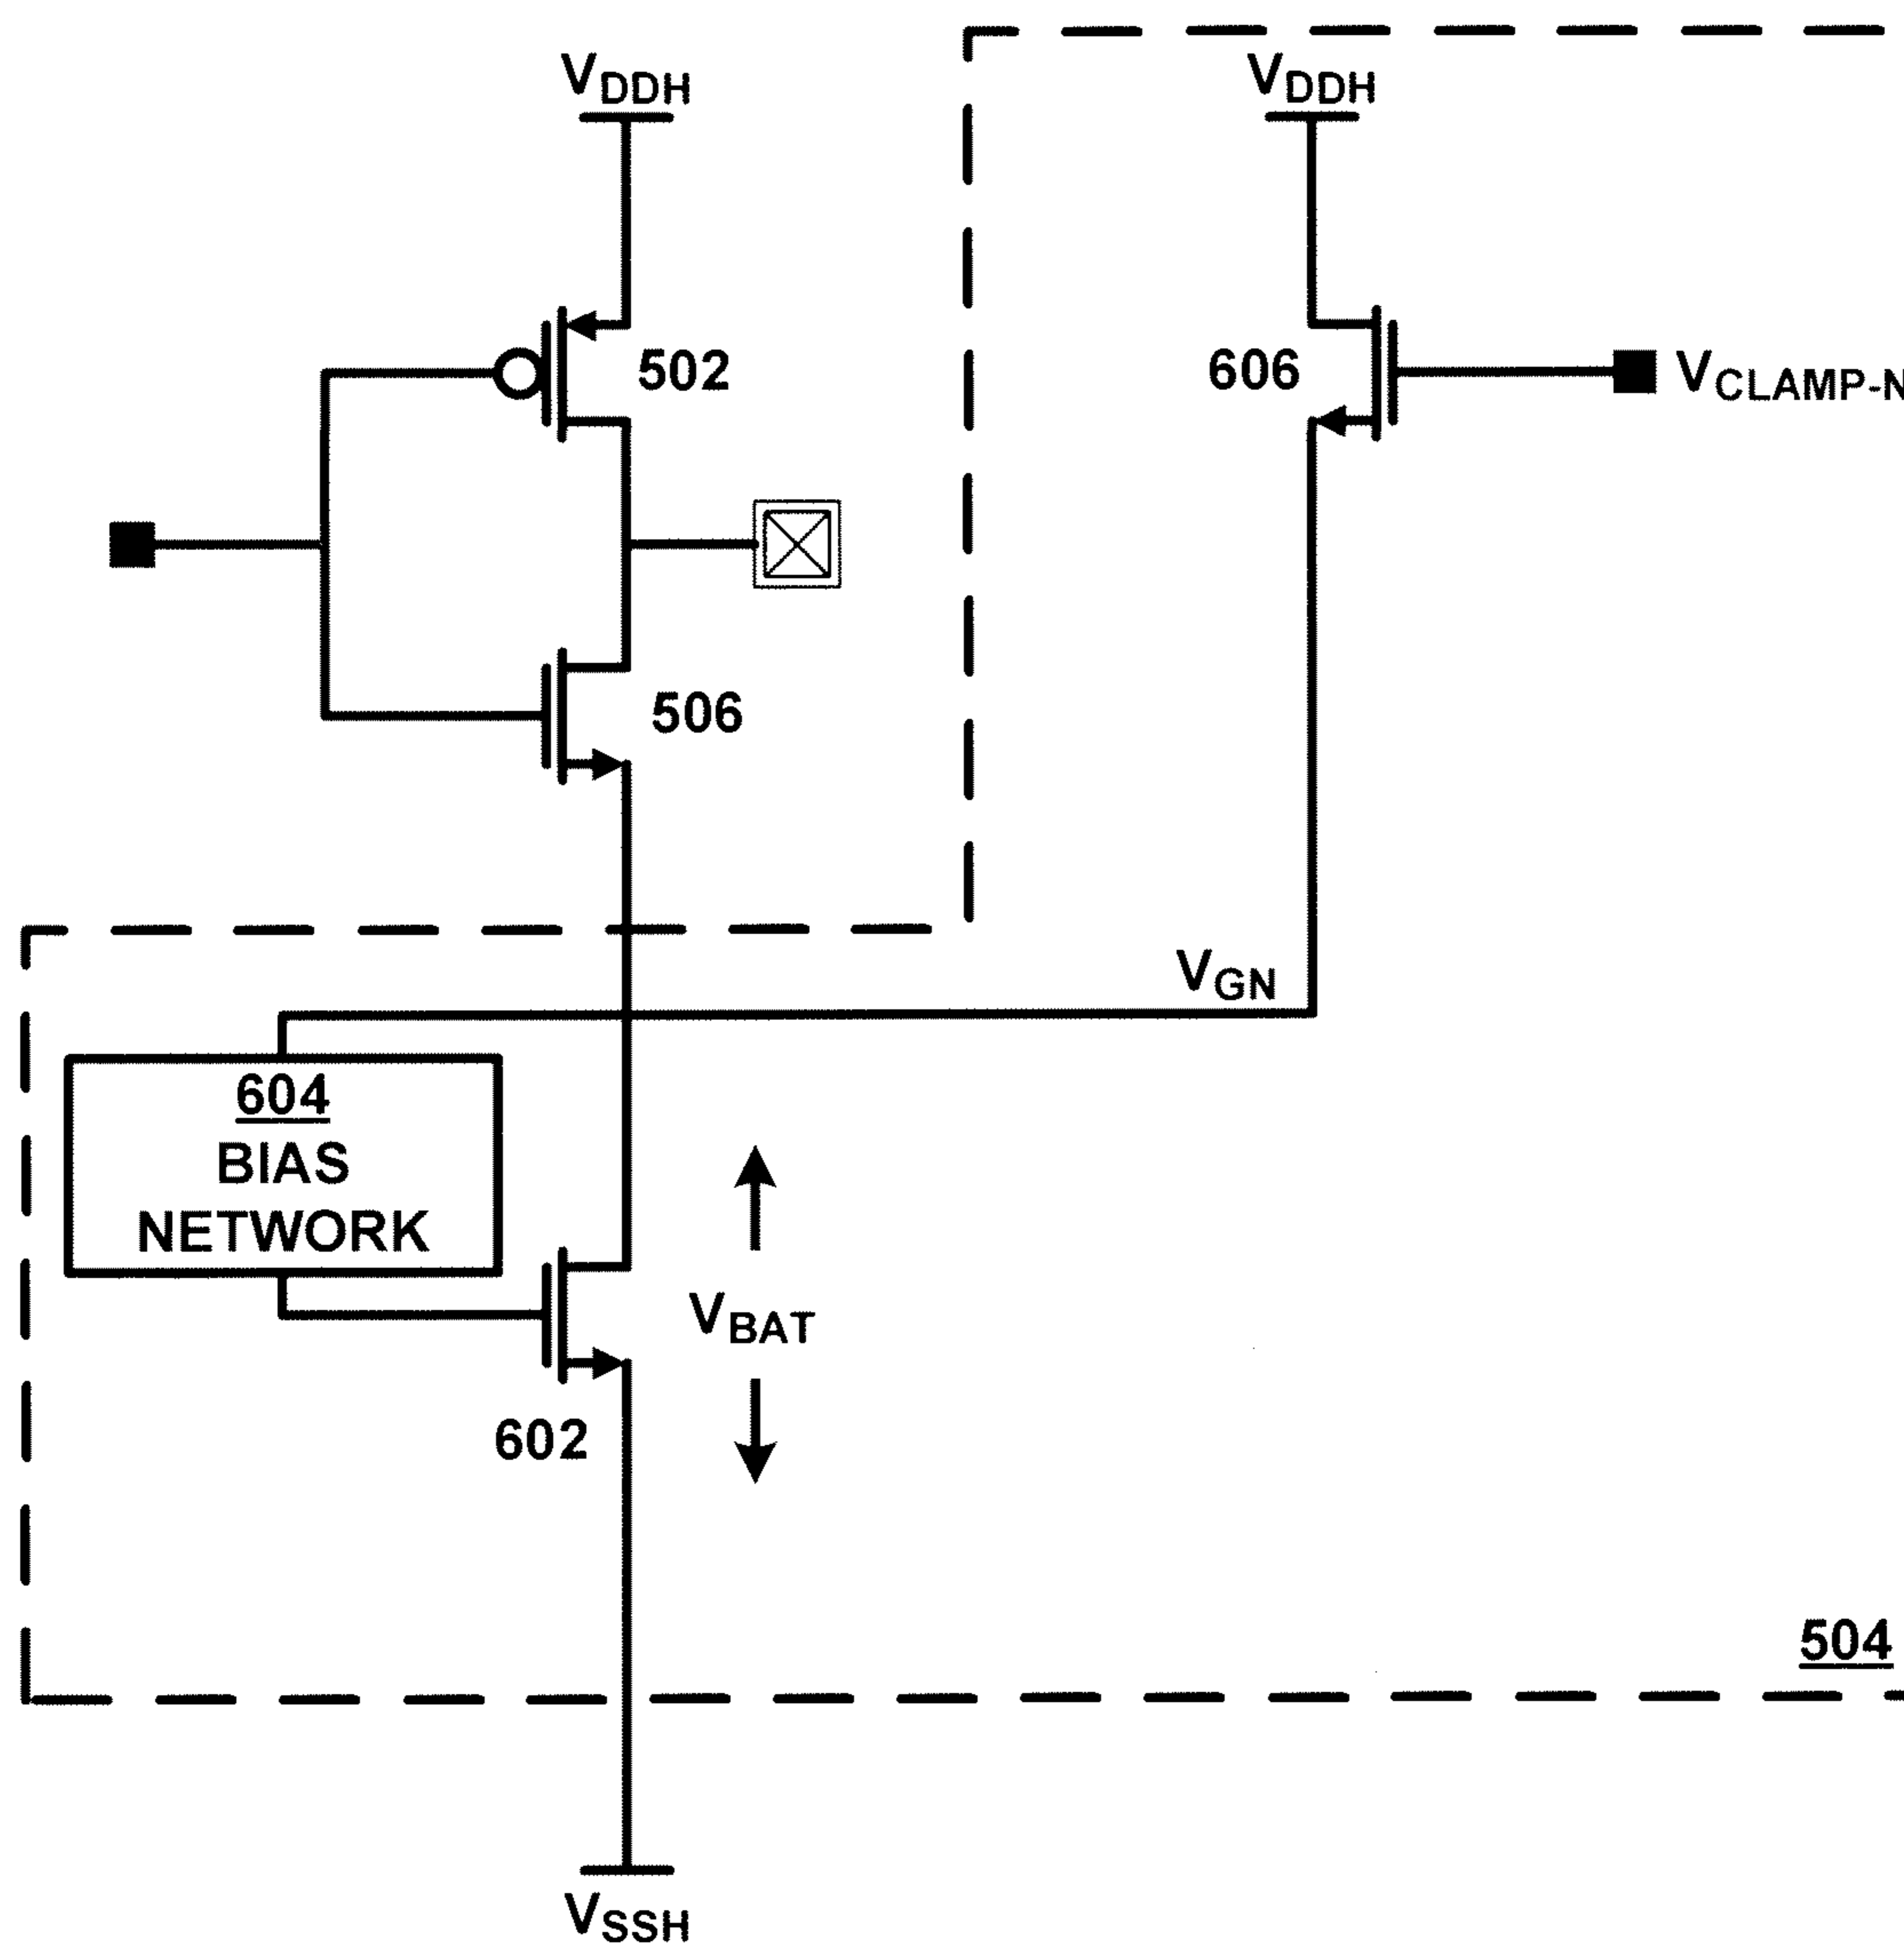 VDDH
VDDH
502
606
VCLAMP-N
506
VGN
604
BIAS
NETWORK
VBAT
602
504
VSSH